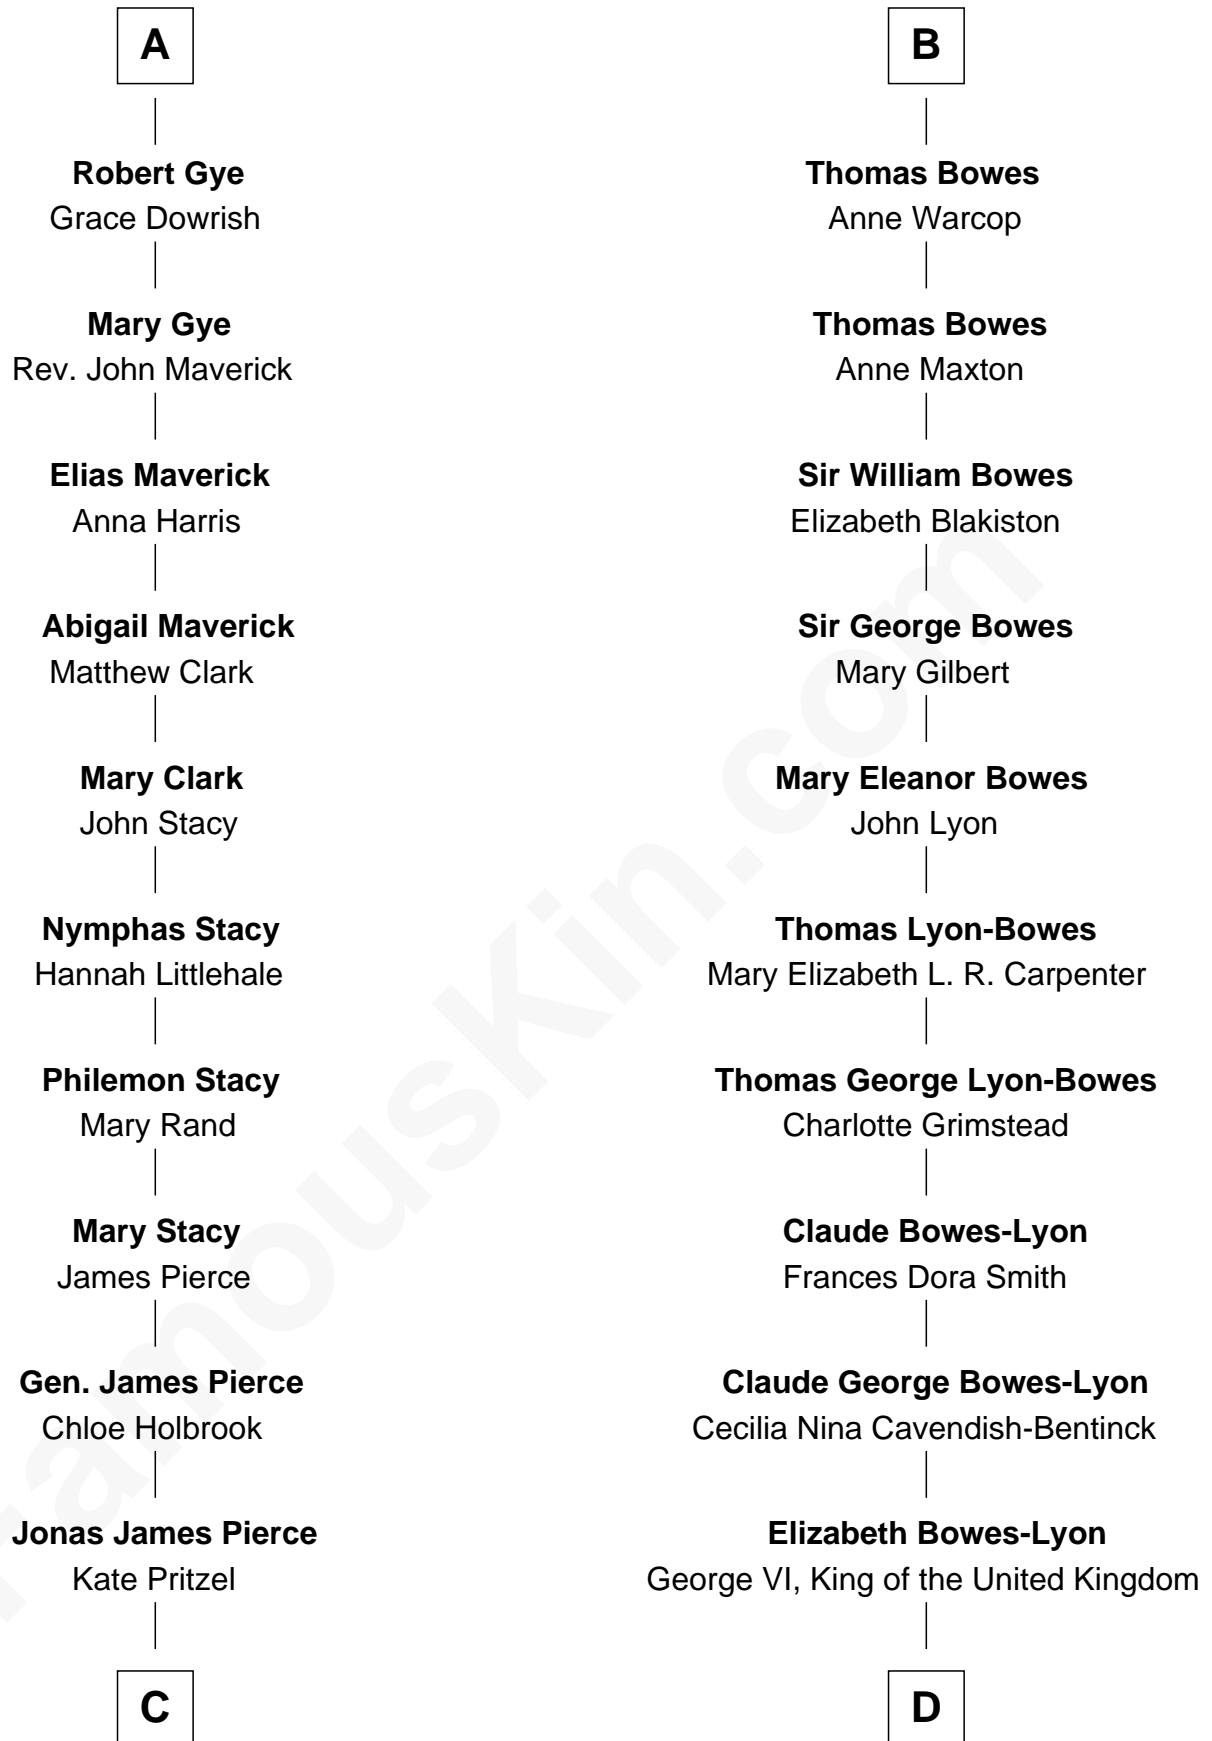 A
B
Robert Gye
Grace Dowrish
Thomas Bowes
Anne Warcop
Mary Gye
Rev. John Maverick
Thomas Bowes
Anne Maxton
Elias Maverick
Anna Harris
Sir William Bowes
Elizabeth Blakiston
Abigail Maverick
Matthew Clark
Sir George Bowes
Mary Gilbert
Mary Clark
John Stacy
Mary Eleanor Bowes
John Lyon
Nymphas Stacy
Hannah Littlehale
Thomas Lyon-Bowes
Mary Elizabeth L. R. Carpenter
Philemon Stacy
Mary Rand
Thomas George Lyon-Bowes
Charlotte Grimstead
Mary Stacy
James Pierce
Claude Bowes-Lyon
Frances Dora Smith
Gen. James Pierce
Chloe Holbrook
Claude George Bowes-Lyon
Cecilia Nina Cavendish-Bentinck
Jonas James Pierce
Kate Pritzel
Elizabeth Bowes-Lyon
George VI, King of the United Kingdom
C
D
FamousKin.com